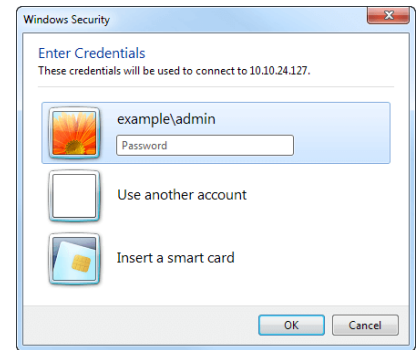 Windows Security
Enter Credentials
These credentials will be used to connect to 10.10.24.127.
example\admin
Password
Use another account
Insert a smart card
OK
Cancel